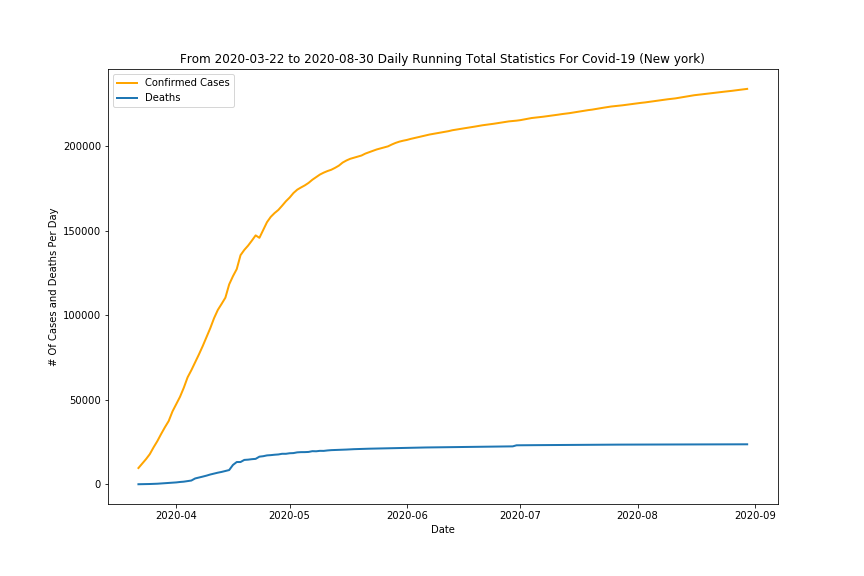 From 2020-03-22 to 2020-08-30 Daily Running Total Statistics For Covid-19 (New york)
Confirmed Cases
Deaths
# Of Cases and Deaths Per Day
200000
150000
100000
50000
0
2020-04 2020-05 2020-06 2020-07 2020-08 2020-09
Date